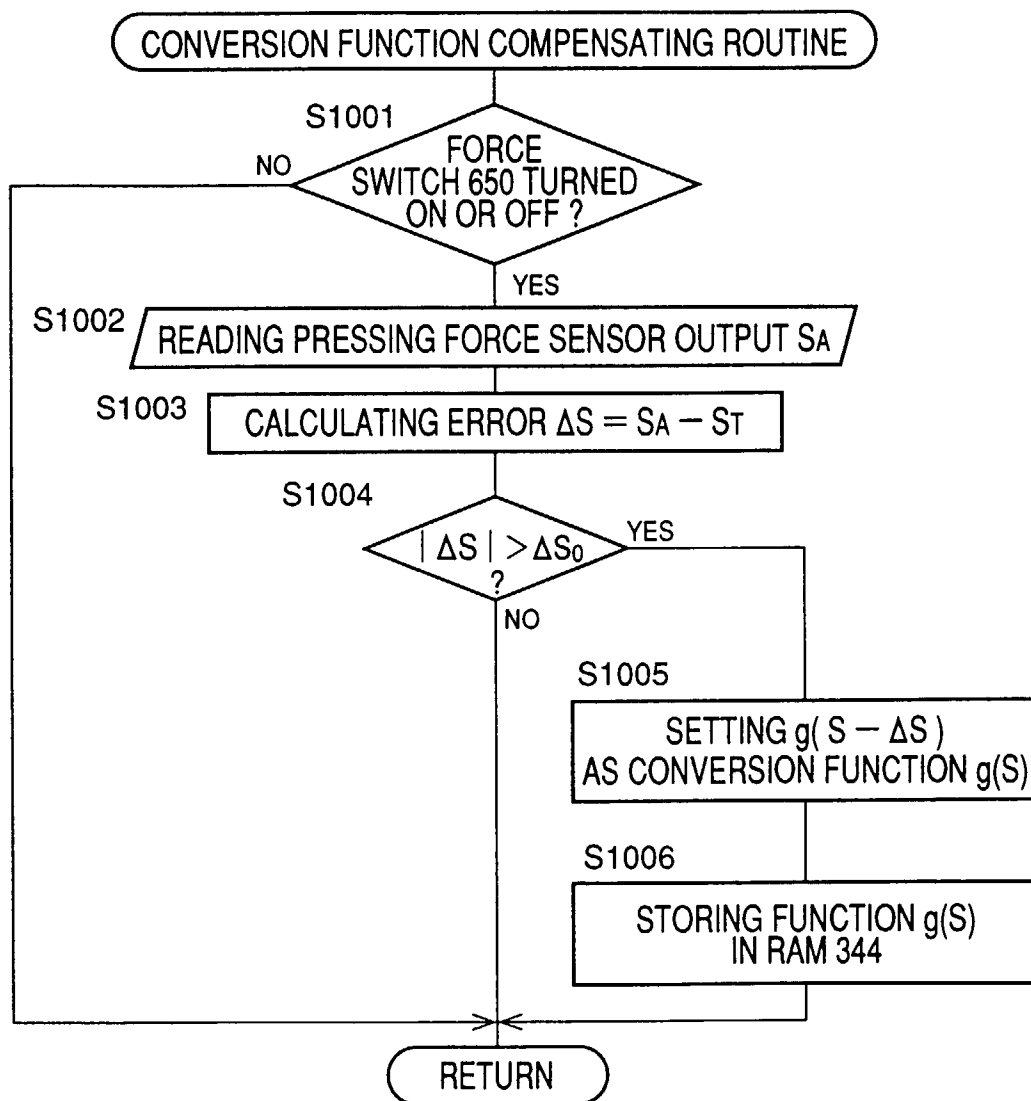 CONVERSION FUNCTION COMPENSATING ROUTINE
S1001
FORCE
SWITCH 650 TURNED
ON OR OFF ?
NO
YES
S1002
READING PRESSING FORCE SENSOR OUTPUT SA
S1003
CALCULATING ERROR ΔS = SA − ST
S1004
| ΔS | > ΔS0
?
YES
NO
S1005
SETTING g( S − ΔS )
AS CONVERSION FUNCTION g(S)
S1006
STORING FUNCTION g(S)
IN RAM 344
RETURN